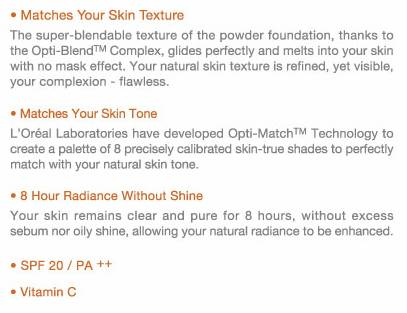 • Matches Your Skin Texture
The super-blendable texture of the powder foundation, thanks to
the Opti-Blend™ Complex, glides perfectly and melts into your skin
with no mask effect. Your natural skin texture is refined, yet visible,
your complexion - flawless.
• Matches Your Skin Tone
L'Oréal Laboratories have developed Opti-Match™ Technology to
create a palette of 8 precisely calibrated skin-true shades to perfectly
match with your natural skin tone.
• 8 Hour Radiance Without Shine
Your skin remains clear and pure for 8 hours, without excess
sebum nor oily shine, allowing your natural radiance to be enhanced.
• SPF 20 / PA ++
• Vitamin C